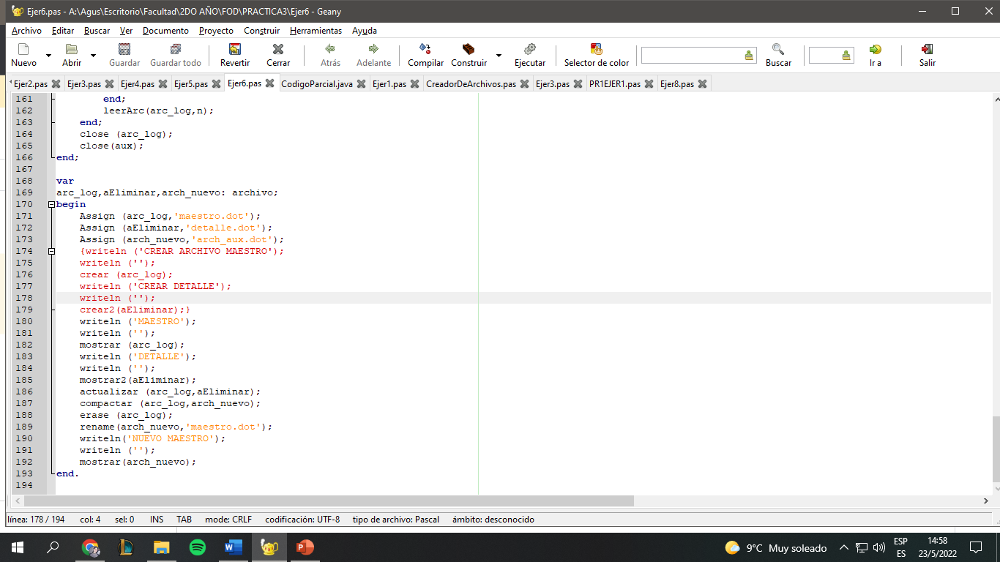 Ejer6.pas - A:\Agus\Escritorio\Facultad\2DO AÑO\FOD\PRACTICA3\Ejer6 - Geany
Archivo Editar Buscar Ver Documento Proyecto Construir Herramientas Ayuda
Nuevo Abrir Guardar Guardar todo Revertir Cerrar Atrás Adelante Compilar Construir Ejecutar Selector de color Buscar Ir a Salir
Ejer2.pas Ejer3.pas Ejer4.pas Ejer5.pas Ejer6.pas CodigoParcial.java Ejer1.pas CreadorDeArchivos.pas Ejer3.pas PR1EJER1.pas Ejer8.pas
161 end;
162 leerArc(arc_log,n);
163 end;
164 close (arc_log);
165 close(aux);
166 end;
167
168 var
169 arc_log,aEliminar,arch_nuevo: archivo;
170 begin
171 Assign (arc_log,'maestro.dot');
172 Assign (aEliminar,'detalle.dot');
173 Assign (arch_nuevo,'arch_aux.dot');
174 {writeln ('CREAR ARCHIVO MAESTRO');
175 writeln ('');
176 crear (arc_log);
177 writeln ('CREAR DETALLE');
178 writeln ('');
179 crear2(aEliminar);}
180 writeln ('MAESTRO');
181 writeln ('');
182 mostrar (arc_log);
183 writeln ('DETALLE');
184 writeln ('');
185 mostrar2(aEliminar);
186 actualizar (arc_log,aEliminar);
187 compactar (arc_log,arch_nuevo);
188 erase (arc_log);
189 rename(arch_nuevo,'maestro.dot');
190 writeln('NUEVO MAESTRO');
191 writeln ('');
192 mostrar(arch_nuevo);
193 end.
194
línea: 178 / 194 col: 4 sel: 0 INS TAB mode: CRLF codificación: UTF-8 tipo de archivo: Pascal ámbito: desconocido
9°C Muy soleado ESP 14:58
ES 23/5/2022